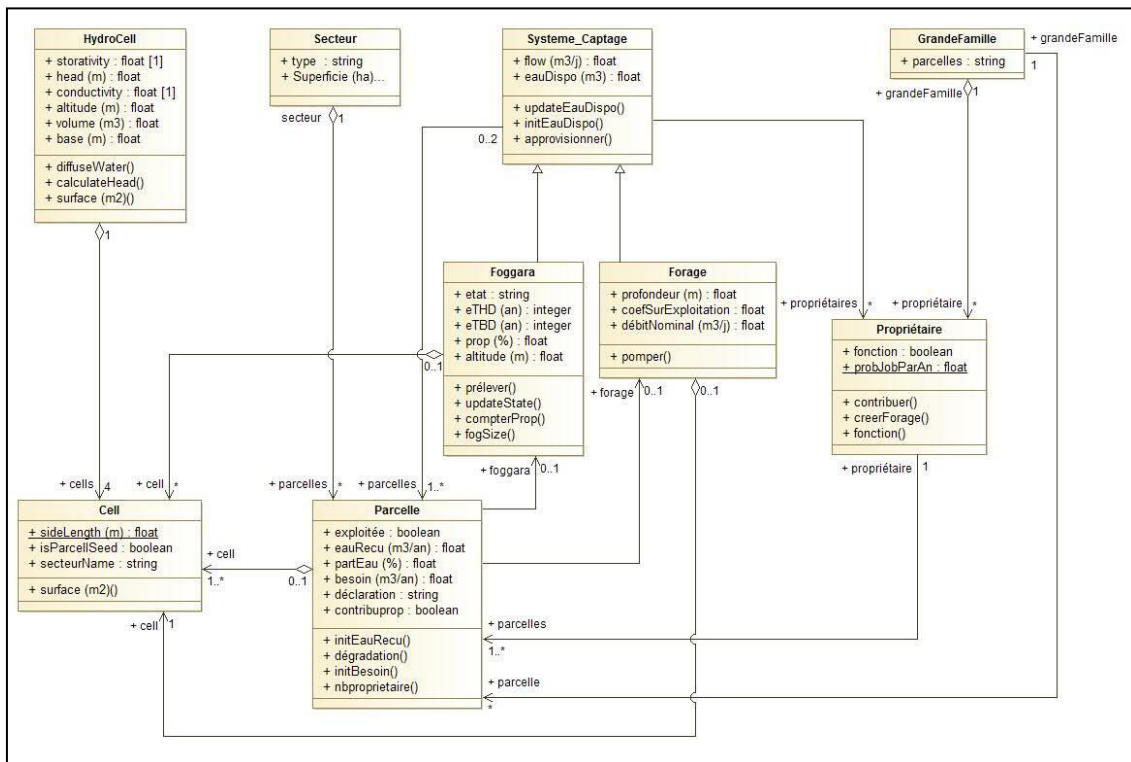 HydroCell
+ storativity : float [1]
+ head (m) : float
+ conductivity : float [1]
+ altitude (m) : float
+ volume (m3) : float
+ base (m) : float
+ diffuseWater()
+ calculateHead()
+ surface (m2)()
1
Secteur
+ type : string
+ Superficie (ha)...
secteur
1
Systeme_Captage
+ flow (m3/j) : float
+ eauDispo (m3) : float
+ updateEauDispo()
+ initEauDispo()
+ approvisionner()
0..2
GrandeFamille
+ parcelles : string
+ grandeFamille
1
+ grandeFamille
1
Foggara
+ etat : string
+ eTHD (an) : integer
+ eTBD (an) : integer
+ prop (%) : float
+ altitude (m) : float
+ prélever()
+ updateState()
+ compterProp()
+ fogSize()
0..1
+ foggara
0..1
Forage
+ profondeur (m) : float
+ coefSurExploitation : float
+ débitNominal (m3/j) : float
+ pomper()
+ forage
0..1
0..1
+ propriétaires
*
+ propriétaire
*
Propriétaire
+ fonction : boolean
+ probJobParAn : float
+ contribuer()
+ creerForage()
+ fonction()
+ propriétaire
1
+ cells
4
+ cell
*
+ parcelles
*
+ parcelles
1..*
Cell
+ sideLength (m) : float
+ isParcellSeed : boolean
+ secteurName : string
+ surface (m2)()
+ cell
1..*
0..1
+ cell
1
Parcelle
+ exploitée : boolean
+ eauRecu (m3/an) : float
+ partEau (%) : float
+ besoin (m3/an) : float
+ déclaration : string
+ contribuprop : boolean
+ initEauRecu()
+ dégradation()
+ initBesoin()
+ nbproprietaire()
+ parcelles
1..*
+ parcelle
*